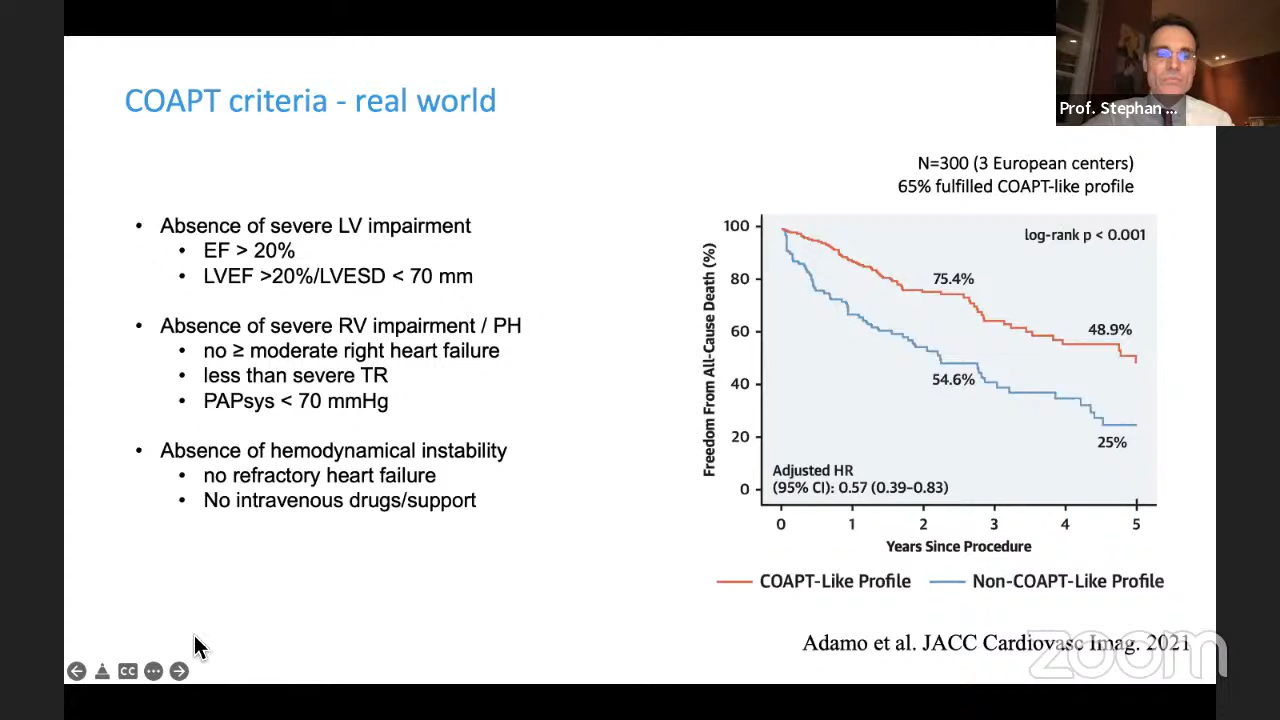 COAPT criteria - real world
Prof. Stephan ...
N=300 (3 European centers)
65% fulfilled COAPT-like profile
• Absence of severe LV impairment
• EF > 20%
• LVEF >20%/LVESD < 70 mm
• Absence of severe RV impairment / PH
• no ≥ moderate right heart failure
• less than severe TR
• PAPsys < 70 mmHg
• Absence of hemodynamical instability
• no refractory heart failure
• No intravenous drugs/support
Freedom From All-Cause Death (%)
100
80
60
40
20
0
log-rank p < 0.001
75.4%
48.9%
54.6%
25%
Adjusted HR
(95% CI): 0.57 (0.39–0.83)
0 1 2 3 4 5
Years Since Procedure
COAPT-Like Profile Non-COAPT-Like Profile
Adamo et al. JACC Cardiovasc Imag. 2021
zoom
CC